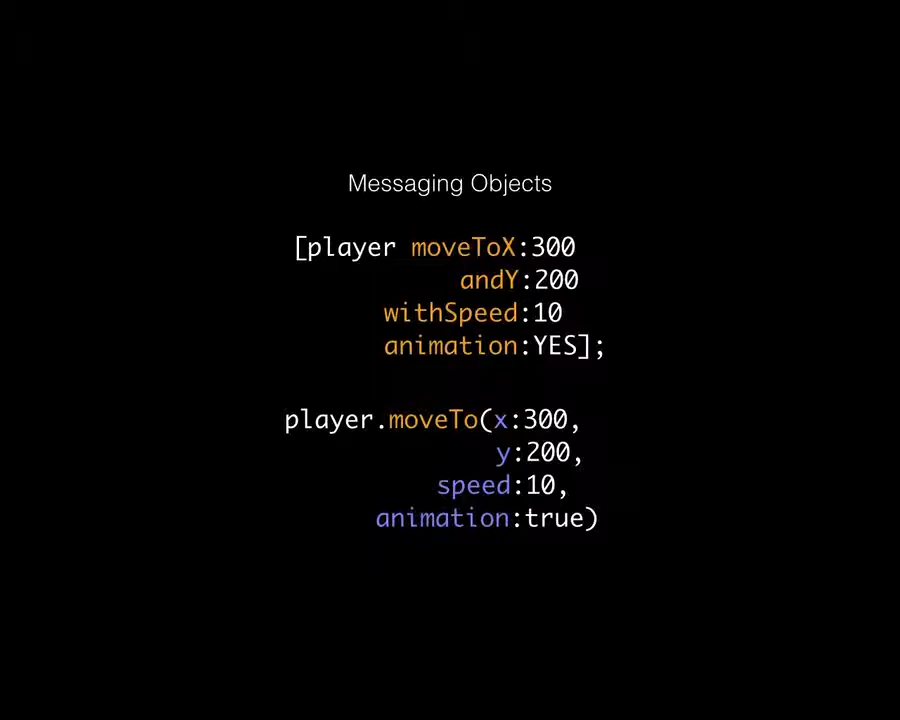 Messaging Objects
[player moveToX:300
andY:200
withSpeed:10
animation:YES];
player.moveTo(x:300,
y:200,
speed:10,
animation:true)